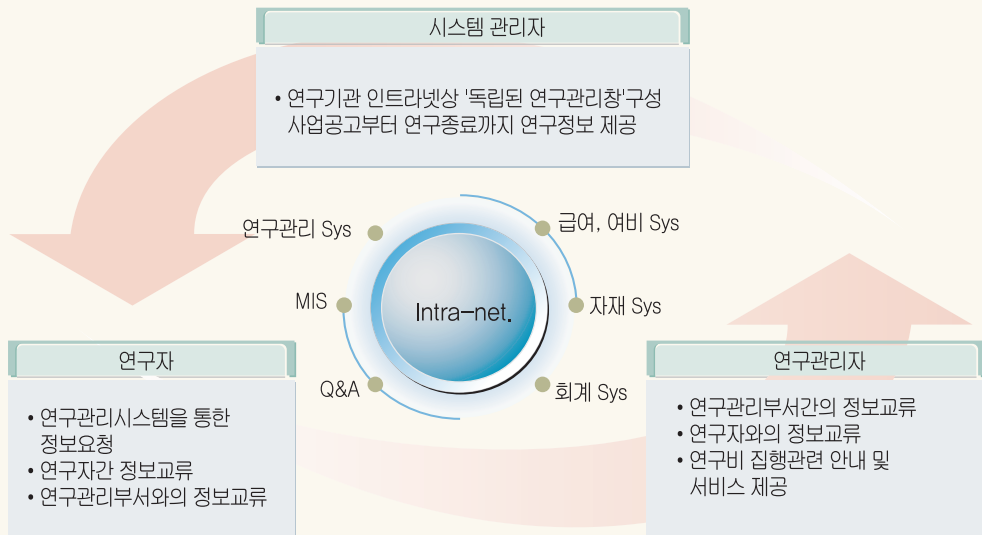 시스템 관리자
• 연구기관 인트라넷상 '독립된 연구관리창'구성
사업공고부터 연구종료까지 연구정보 제공
연구관리 Sys
급여, 여비 Sys
MIS
Intra-net.
자재 Sys
Q&A
회계 Sys
연구자
• 연구관리시스템을 통한
정보요청
• 연구자간 정보교류
• 연구관리부서와의 정보교류
연구관리자
• 연구관리부서간의 정보교류
• 연구자와의 정보교류
• 연구비 집행관련 안내 및
서비스 제공